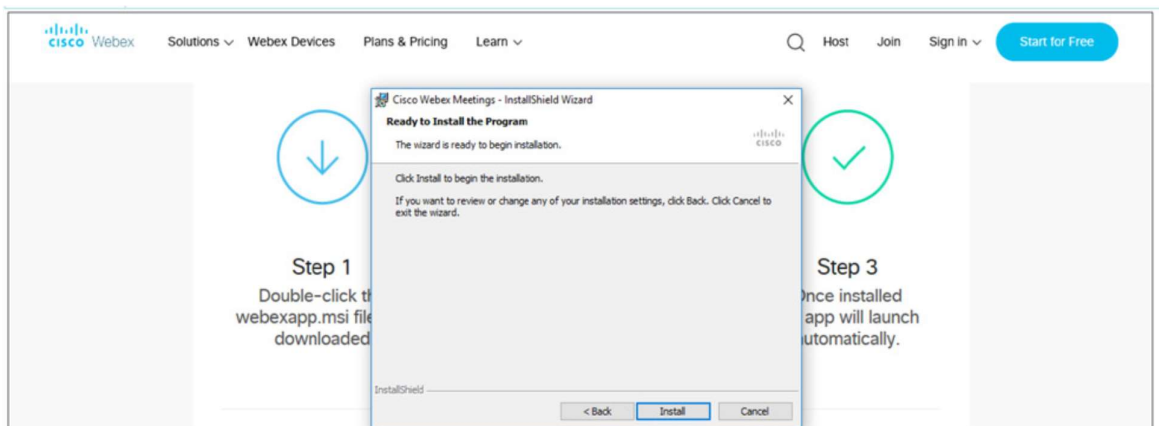 CISCO Webex Solutions Webex Devices Plans & Pricing Learn Host Join Sign in Start for Free
Cisco Webex Meetings - InstallShield Wizard
Ready to Install the Program
The wizard is ready to begin installation.
CISCO
Click Install to begin the installation.
If you want to review or change any of your installation settings, click Back. Click Cancel to
exit the wizard.
InstallShield
< Back Install Cancel
Step 1
Double-click
webexapp.msi
downloaded
Step 3
installed
app will launch
automatically.